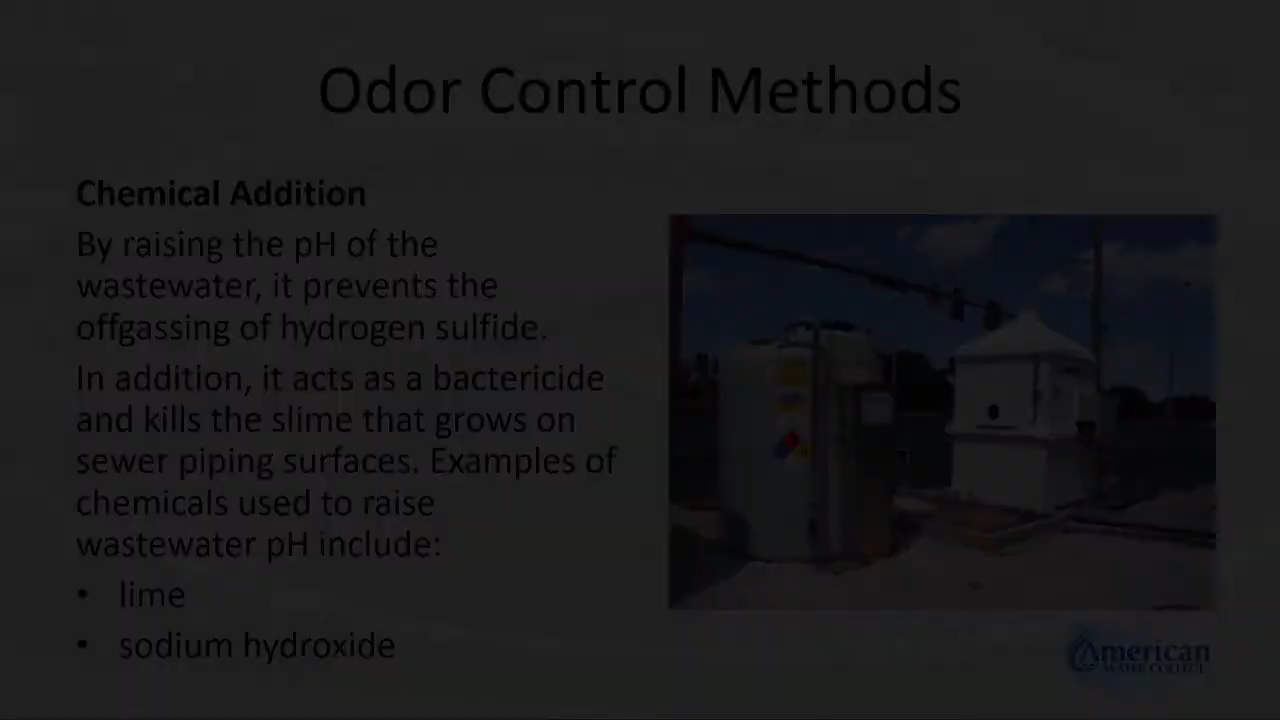 Odor Control Methods
Chemical Addition
By raising the pH of the
wastewater, it prevents the
offgassing of hydrogen sulfide.
In addition, it acts as a bactericide
and kills the slime that grows on
sewer piping surfaces. Examples of
chemicals used to raise
wastewater pH include:
• lime
• sodium hydroxide
American
WATER COLLEGE